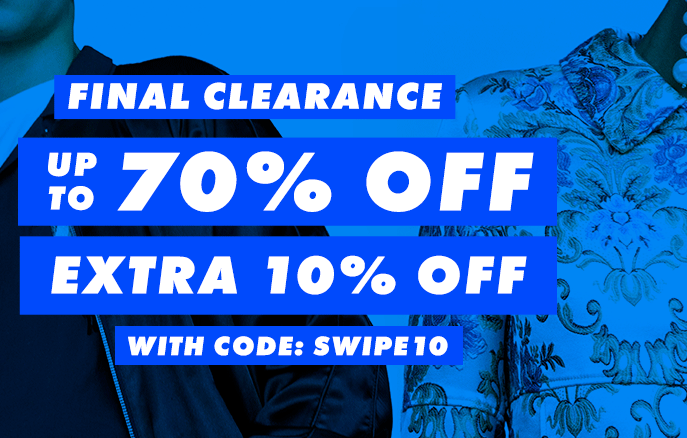 FINAL CLEARANCE
UP TO 70% OFF
EXTRA 10% OFF
WITH CODE: SWIPE10